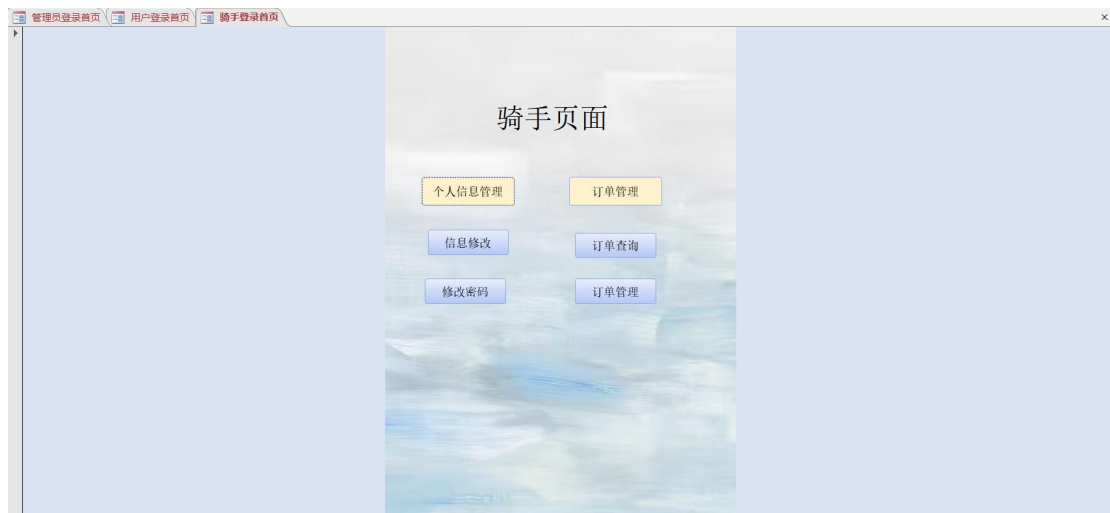 管理员登录首页 用户登录首页 骑手登录首页
骑手页面
个人信息管理 订单管理
信息修改 订单查询
修改密码 订单管理